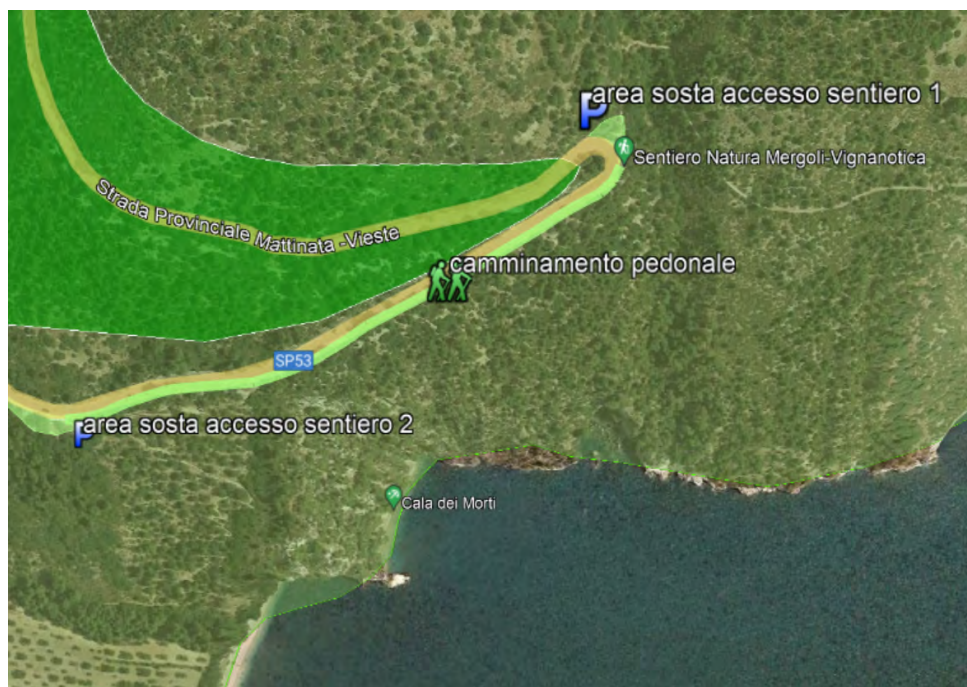 area sosta accesso sentiero 1
Sentiero Natura Mergoli-Vignanotica
Strada Provinciale Mattinata -Vieste
camminamento pedonale
SP53
area sosta accesso sentiero 2
Cala dei Morti